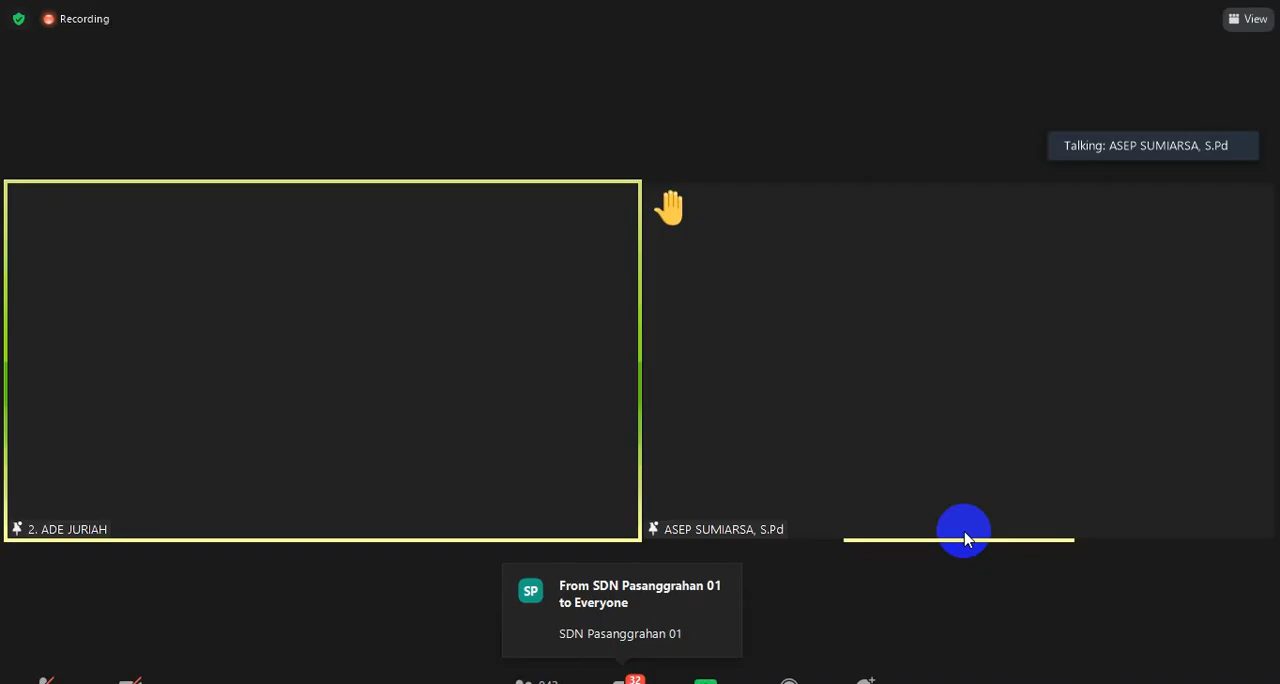 Recording
View
Talking: ASEP SUMIARSA, S.Pd
2. ADE JURIAH
ASEP SUMIARSA, S.Pd
SP
From SDN Pasanggrahan 01
to Everyone
SDN Pasanggrahan 01
32